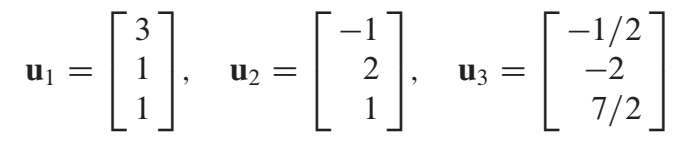 u₁ = [3 1 1], u₂ = [−1 2 1], u₃ = [−1/2 −2 7/2]